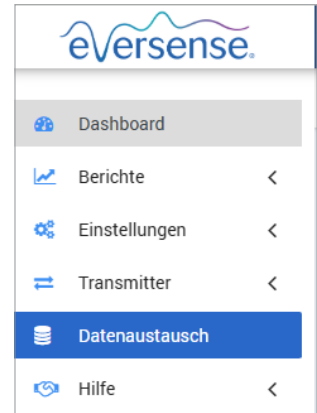 eversense.
Dashboard
Berichte
Einstellungen
Transmitter
Datenaustausch
Hilfe